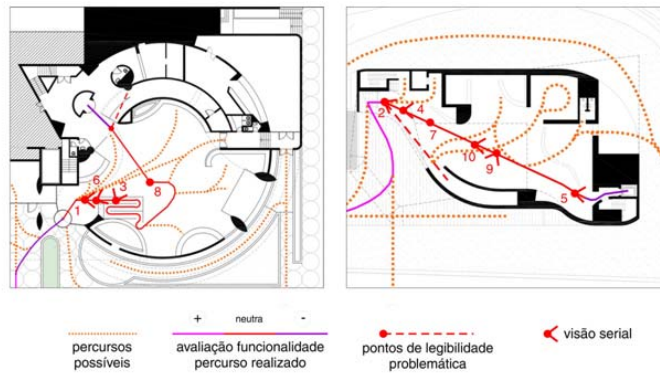 6
3
1
8
2
4
7
10
9
5
+ neutra -
percursos
possíveis
avaliação funcionalidade
percurso realizado
pontos de legibilidade
problemática
visão serial